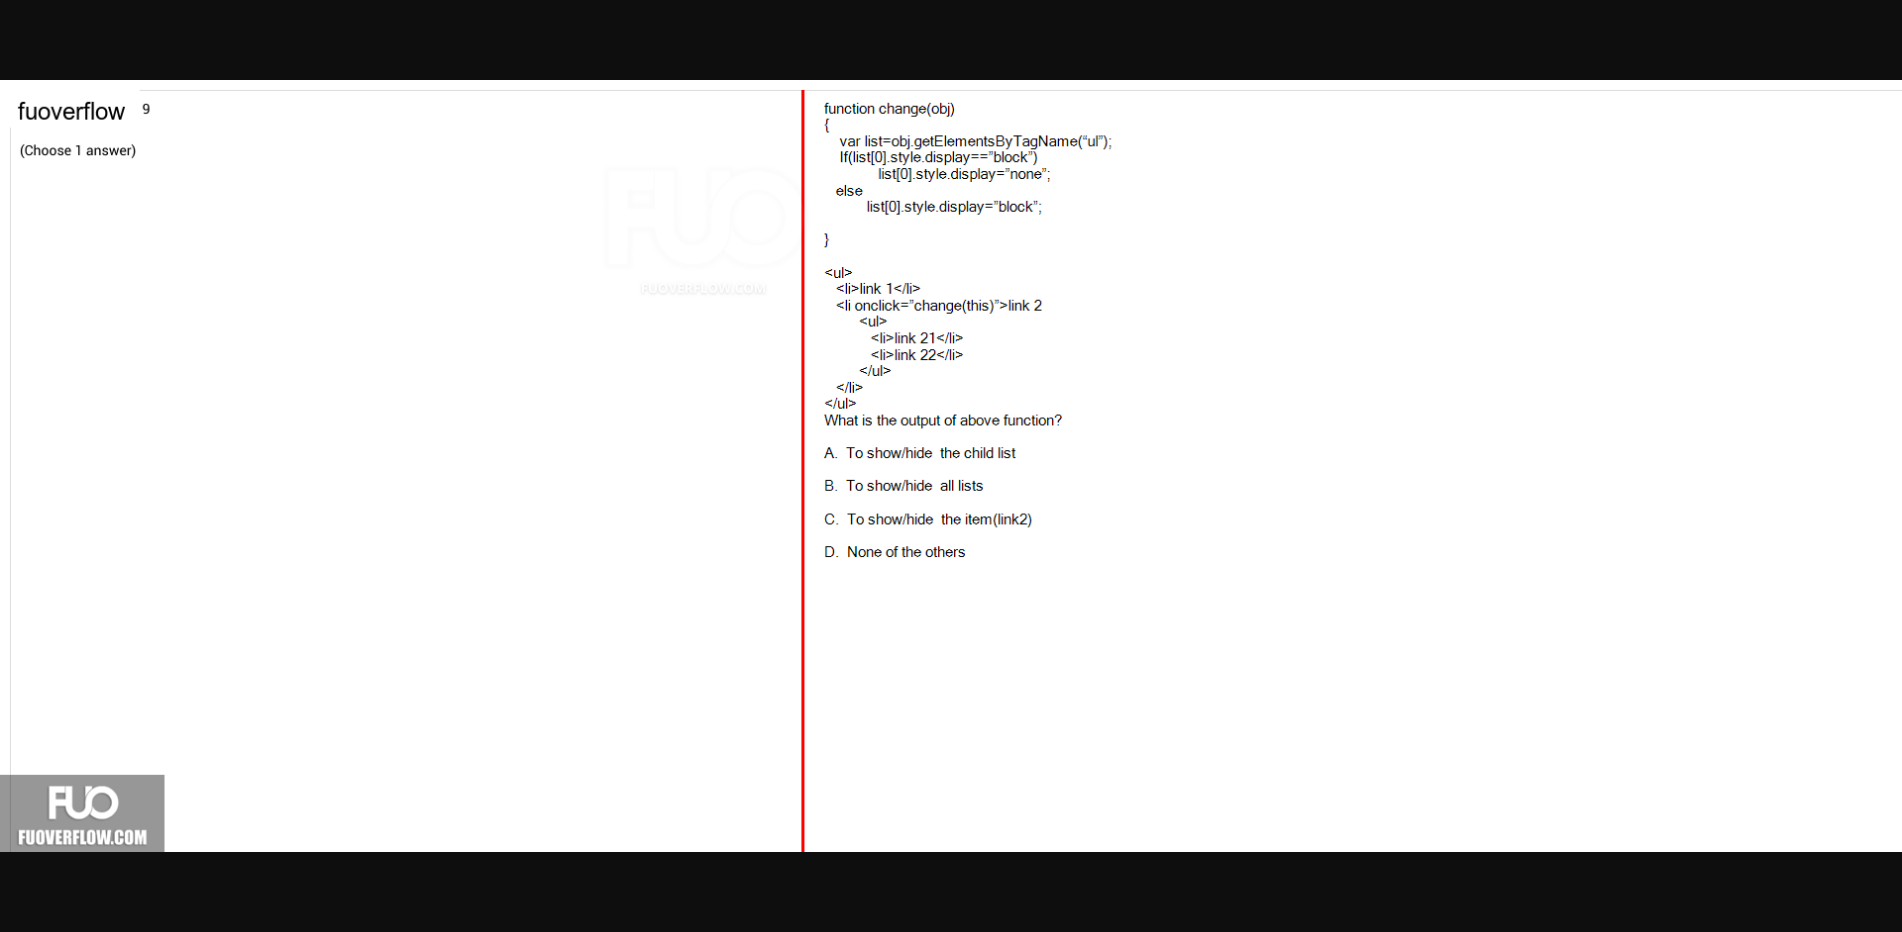 fuoverflow 9
(Choose 1 answer)
function change(obj)
{
var list=obj.getElementsByTagName(“ul”);
If(list[0].style.display==”block”)
list[0].style.display=”none”;
else
list[0].style.display=”block”;
}
<ul>
<li>link 1</li>
<li onclick=”change(this)”>link 2
<ul>
<li>link 21</li>
<li>link 22</li>
</ul>
</li>
</ul>
What is the output of above function?
A. To show/hide the child list
B. To show/hide all lists
C. To show/hide the item(link2)
D. None of the others
FUO
FUOVERFLOW.COM
FUO
FUOVERFLOW.COM